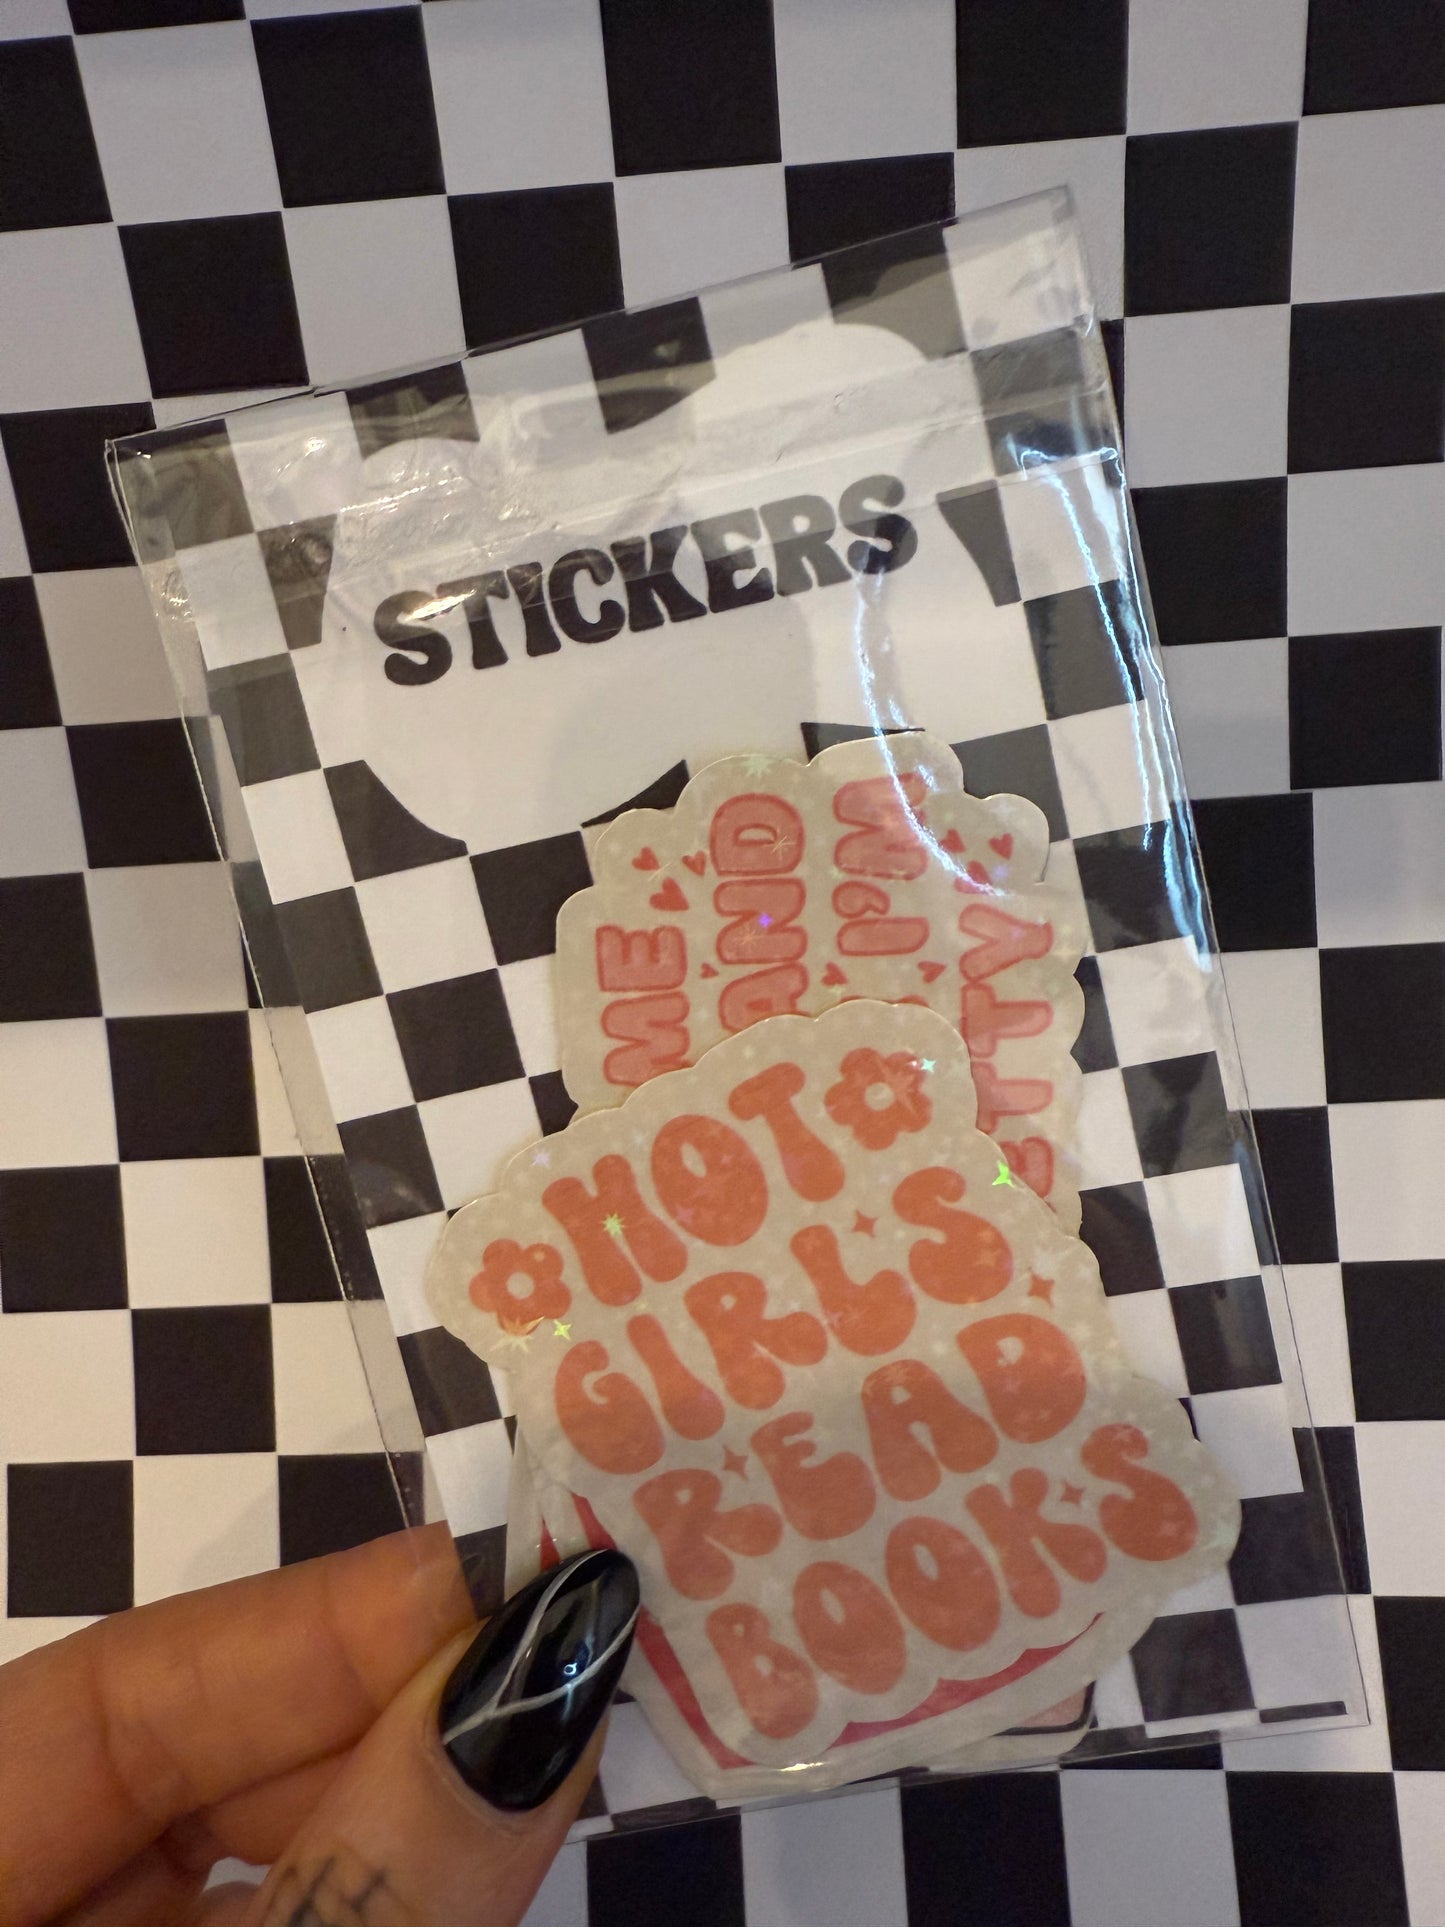 STICKERS
ME
AND
I'M
HOT
GIRLS
READ
BOOKS